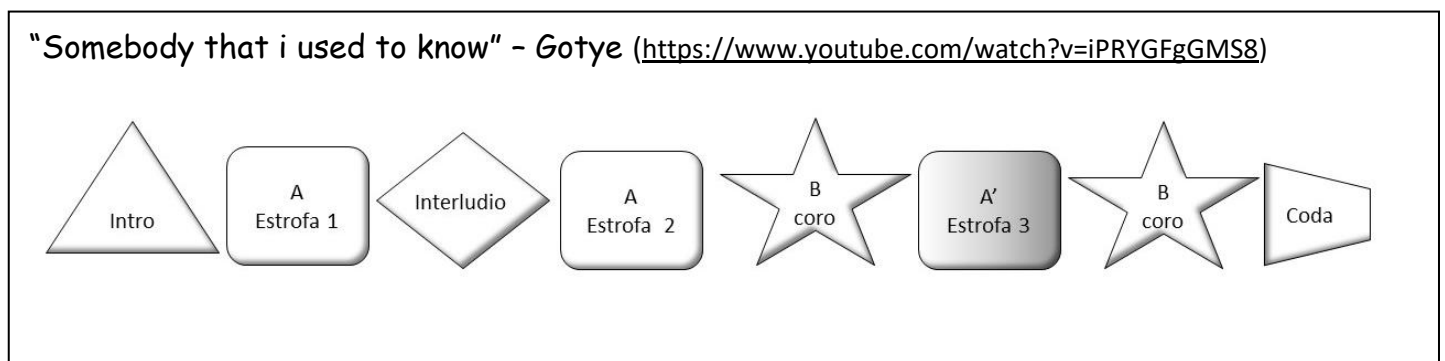 “Somebody that i used to know” – Gotye (https://www.youtube.com/watch?v=iPRYGFgGMS8)
Intro
A
Estrofa 1
Interludio
A
Estrofa 2
B
coro
A’
Estrofa 3
B
coro
Coda